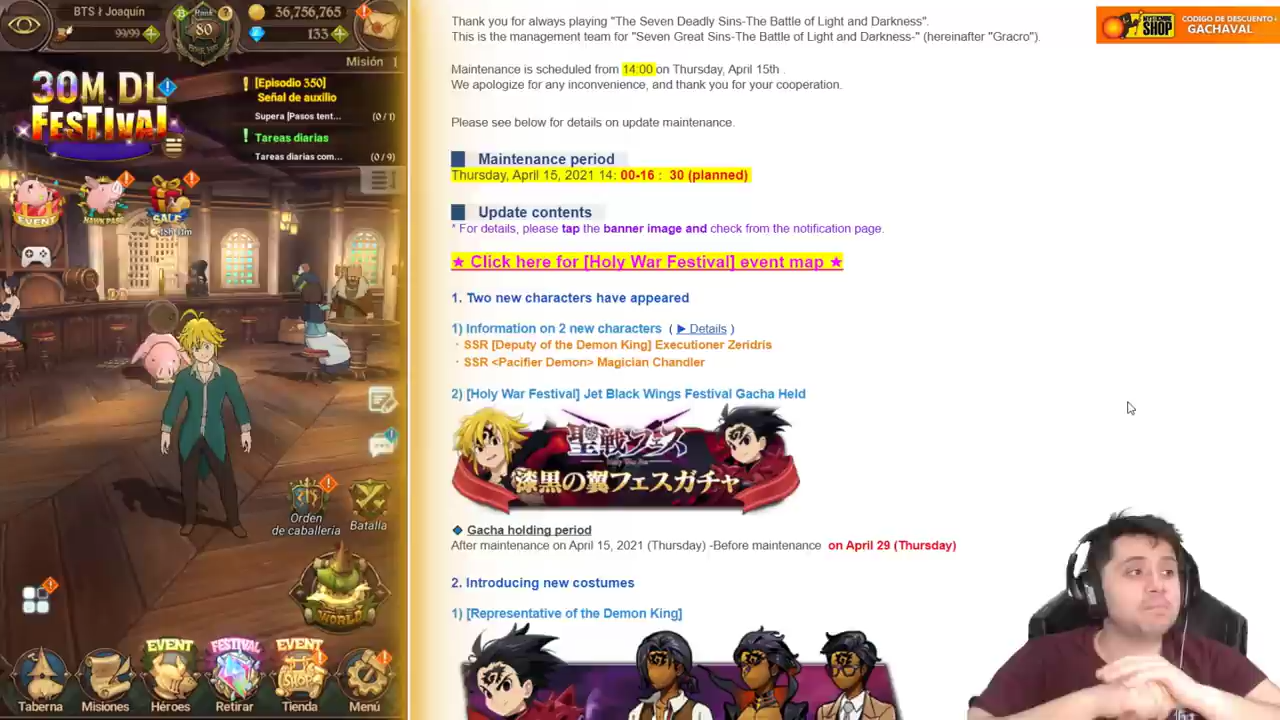 BTS ł Joaquín
99/99
Rank
80
36,756,765
133
Misión 1
30M DL
FESTIVAL
[Episodio 350]
Señal de auxilio
Supera [Pasos tent... (0/1)
Tareas diarias
Tareas diarias com... (0/9)
EVENT
HAWK PASS
SALE
Orden
de caballería
Batalla
WORLD
EVENT
FESTIVAL
EVENT
SHOP
Taberna
Misiones
Héroes
Retirar
Tienda
Menú
Thank you for always playing "The Seven Deadly Sins-The Battle of Light and Darkness".
This is the management team for "Seven Great Sins-The Battle of Light and Darkness-" (hereinafter "Gracro").
Maintenance is scheduled from 14:00 on Thursday, April 15th .
We apologize for any inconvenience, and thank you for your cooperation.
Please see below for details on update maintenance.
Maintenance period
Thursday, April 15, 2021 14: 00-16 : 30 (planned)
Update contents
* For details, please tap the banner image and check from the notification page.
★ Click here for [Holy War Festival] event map ★
1. Two new characters have appeared
1) Information on 2 new characters ( ▶ Details )
・SSR [Deputy of the Demon King] Executioner Zeridris
・SSR <Pacifier Demon> Magician Chandler
2) [Holy War Festival] Jet Black Wings Festival Gacha Held
聖戦フェス
漆黒の翼フェスガチャ
◆ Gacha holding period
After maintenance on April 15, 2021 (Thursday) -Before maintenance on April 29 (Thursday)
2. Introducing new costumes
1) [Representative of the Demon King]
SHOP
CODIGO DE DESCUENTO
GACHAVAL